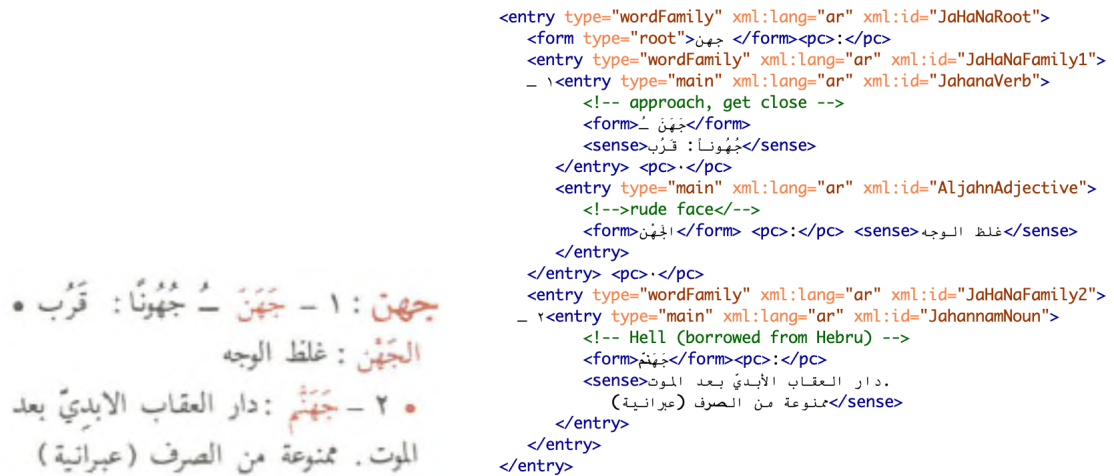 جهن : ١ – جَهَنَ ـُ جُهُونًا : قَرُب •
الجَهْن : غلظ الوجه
• ٢ – جَهَنَّم : دار العقاب الابديّ بعد
الموت . ممنوعة من الصرف (عبرانية)
<entry type="wordFamily" xml:lang="ar" xml:id="JaHaNaRoot">
<form type="root">جهن </form><pc>:</pc>
<entry type="wordFamily" xml:lang="ar" xml:id="JaHaNaFamily1">
١ – <entry type="main" xml:lang="ar" xml:id="JahanaVerb">
<!-- approach, get close -->
<form>جَهَنَ ـُ</form>
<sense>جُهُوناً: قَرُب</sense>
</entry> <pc>·</pc>
<entry type="main" xml:lang="ar" xml:id="AljahnAdjective">
<!-->rude face</-->
<form>الجَهْن</form> <pc>:</pc> <sense>غلظ الوجه</sense>
</entry>
</entry> <pc>·</pc>
<entry type="wordFamily" xml:lang="ar" xml:id="JaHaNaFamily2">
٢ – <entry type="main" xml:lang="ar" xml:id="JahannamNoun">
<!-- Hell (borrowed from Hebru) -->
<form>جَهَنّم</form><pc>:</pc>
<sense>دار العقاب الأبديّ بعد الموت.
ممنوعة من الصرف (عبرانية)</sense>
</entry>
</entry>
</entry>